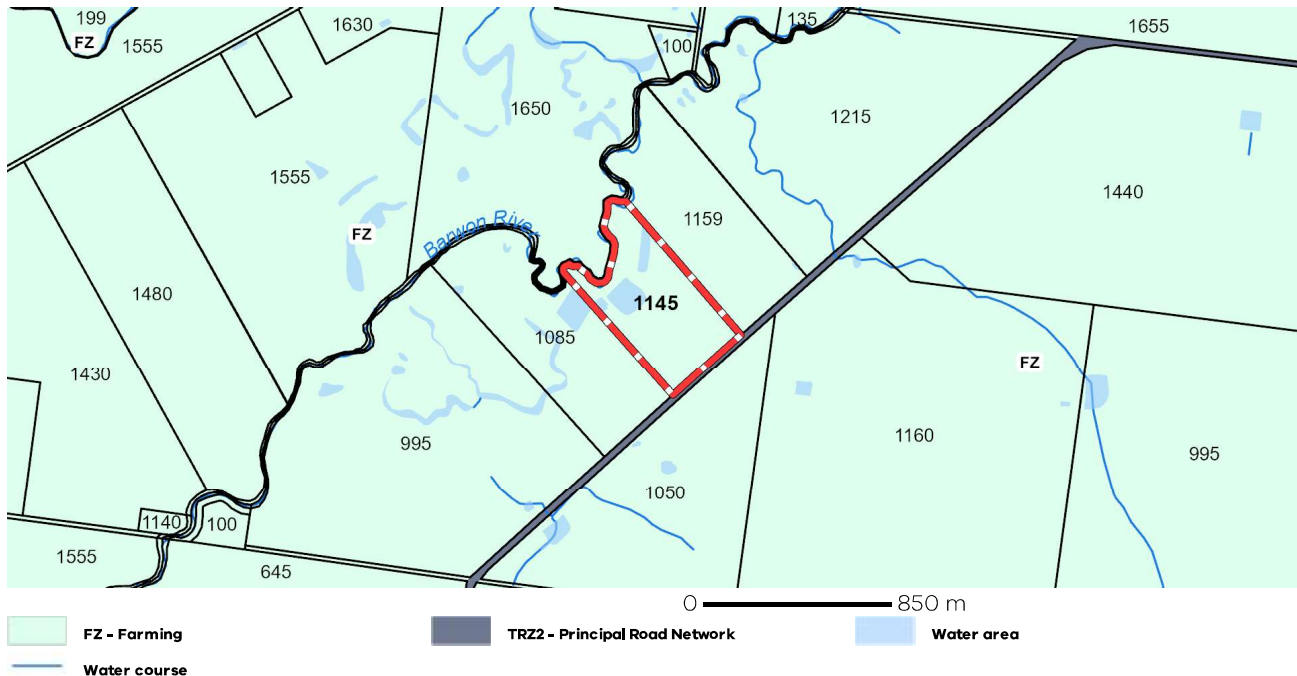 199
FZ
1555
1630
100
135
1655
1650
1215
1555
1440
1159
FZ
Barwon River
1480
1145
1085
FZ
1430
995
1160
995
1050
1140
100
1555
645
0 850 m
FZ - Farming
TRZ2 - Principal Road Network
Water area
Water course